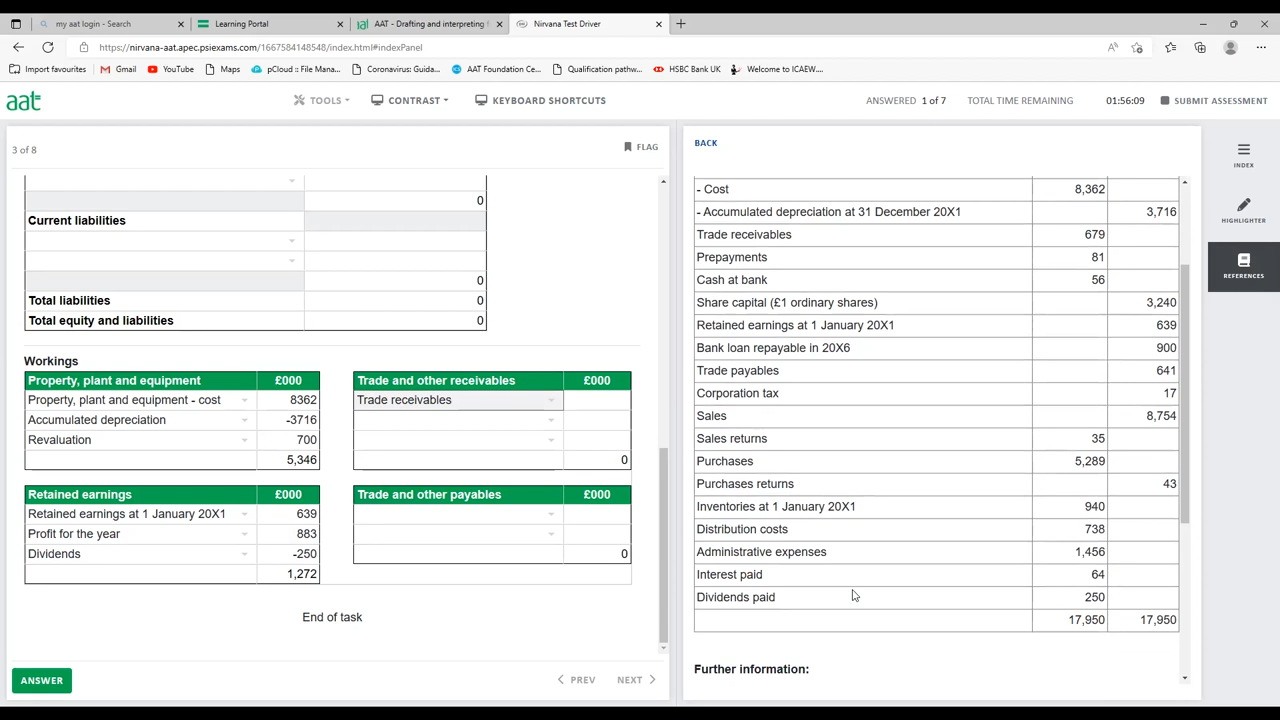 my aat login - Search
Learning Portal
AAT - Drafting and interpreting f
Nirvana Test Driver
https://nirvana-aat.apec.psiexams.com/1667584148548/index.html#indexPanel
Import favourites
Gmail
YouTube
Maps
pCloud :: File Mana...
Coronavirus: Guida...
AAT Foundation Ce...
Qualification pathw...
HSBC Bank UK
Welcome to ICAEW....
aat
TOOLS
CONTRAST
KEYBOARD SHORTCUTS
ANSWERED 1 of 7
TOTAL TIME REMAINING
01:56:09
SUBMIT ASSESSMENT
3 of 8
FLAG
0
Current liabilities
0
Total liabilities 0
Total equity and liabilities 0
Workings
Property, plant and equipment £000
Property, plant and equipment - cost 8362
Accumulated depreciation -3716
Revaluation 700
5,346
Trade and other receivables £000
Trade receivables
0
Retained earnings £000
Retained earnings at 1 January 20X1 639
Profit for the year 883
Dividends -250
1,272
Trade and other payables £000
0
End of task
ANSWER
PREV
NEXT
BACK
- Cost 8,362
- Accumulated depreciation at 31 December 20X1 3,716
Trade receivables 679
Prepayments 81
Cash at bank 56
Share capital (£1 ordinary shares) 3,240
Retained earnings at 1 January 20X1 639
Bank loan repayable in 20X6 900
Trade payables 641
Corporation tax 17
Sales 8,754
Sales returns 35
Purchases 5,289
Purchases returns 43
Inventories at 1 January 20X1 940
Distribution costs 738
Administrative expenses 1,456
Interest paid 64
Dividends paid 250
17,950 17,950
Further information:
INDEX
HIGHLIGHTER
REFERENCES